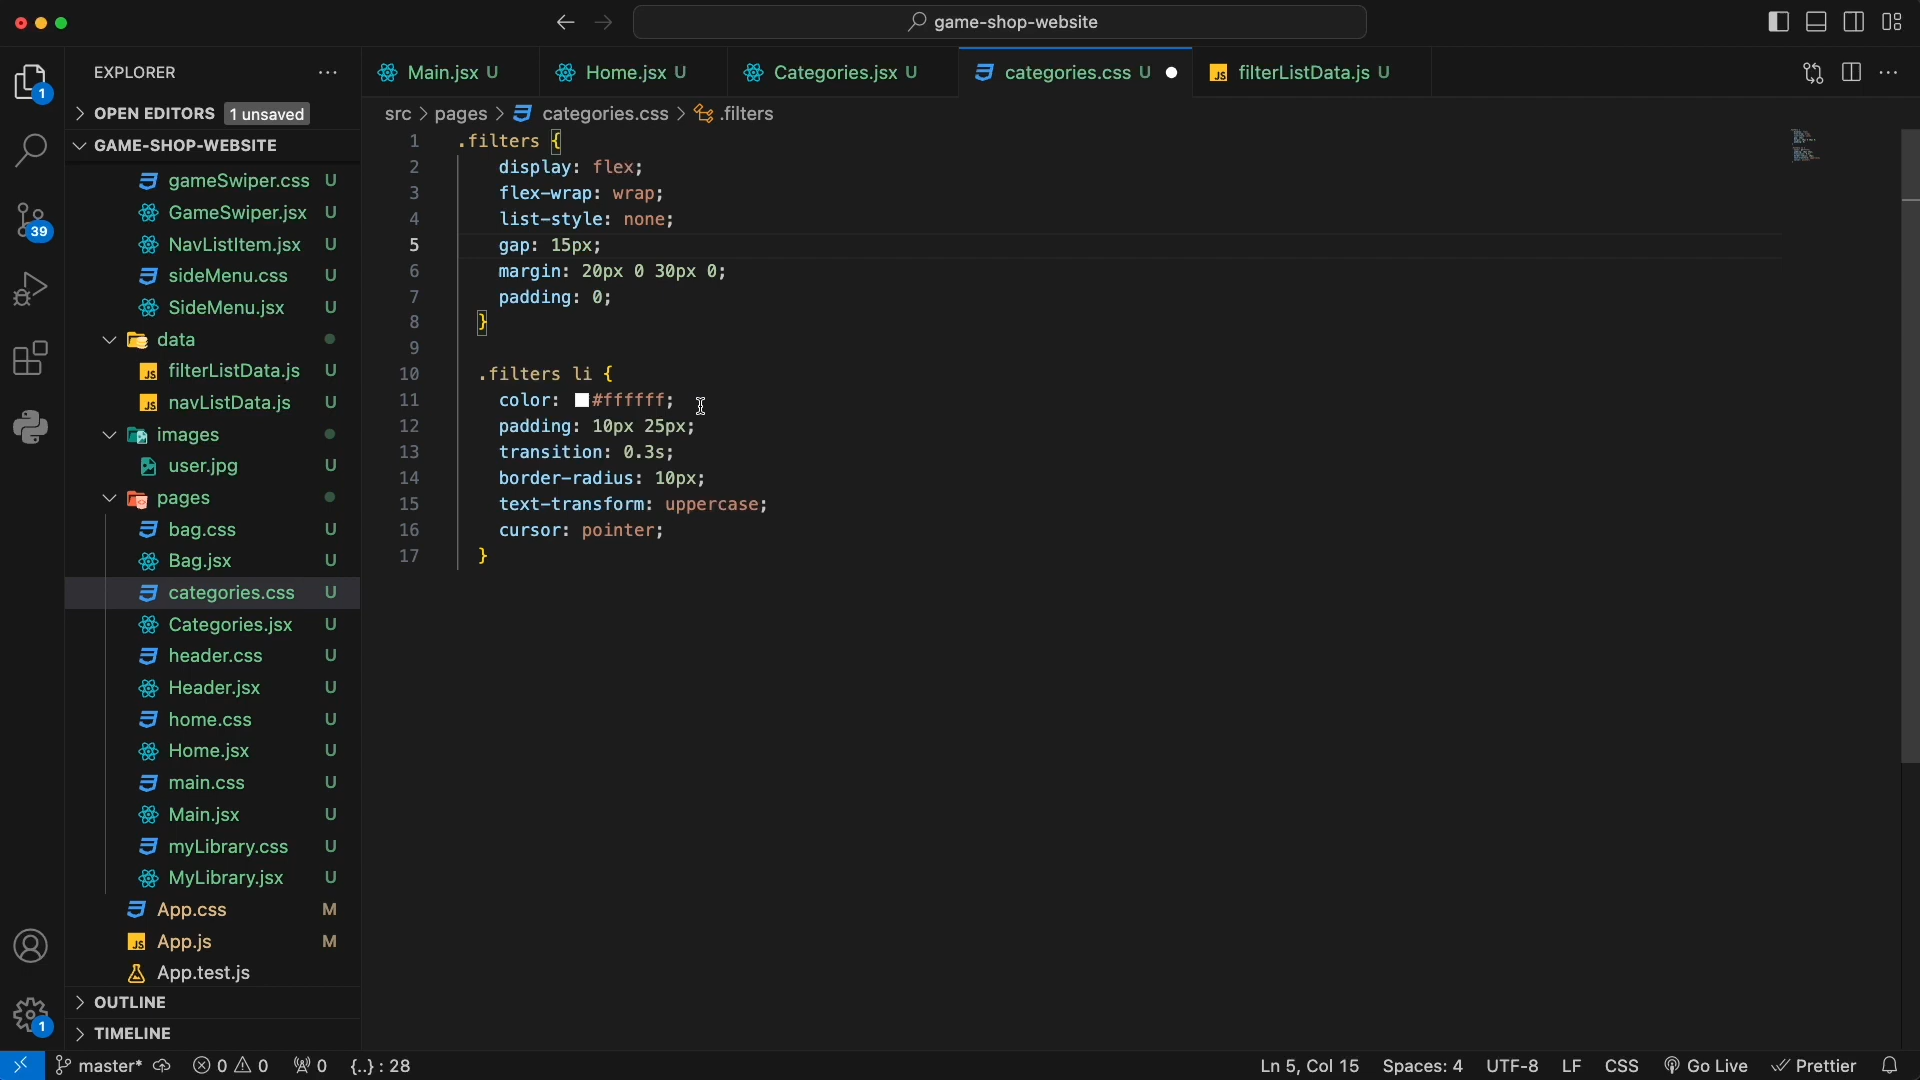 game-shop-website
EXPLORER
Main.jsx U
Home.jsx U
Categories.jsx U
categories.css U
JS filterListData.js U
1
OPEN EDITORS 1 unsaved
src > pages > categories.css > .filters
GAME-SHOP-WEBSITE
gameSwiper.css U
GameSwiper.jsx U
39
NavListItem.jsx U
sideMenu.css U
SideMenu.jsx U
data
JS filterListData.js U
JS navListData.js U
images
user.jpg U
pages
bag.css U
Bag.jsx U
categories.css U
Categories.jsx U
header.css U
Header.jsx U
home.css U
Home.jsx U
main.css U
Main.jsx U
myLibrary.css U
MyLibrary.jsx U
App.css M
JS App.js M
App.test.js
OUTLINE
1
TIMELINE
1 .filters {
2 display: flex;
3 flex-wrap: wrap;
4 list-style: none;
5 gap: 15px;
6 margin: 20px 0 30px 0;
7 padding: 0;
8 }
9
10 .filters li {
11 color: #ffffff;
12 padding: 10px 25px;
13 transition: 0.3s;
14 border-radius: 10px;
15 text-transform: uppercase;
16 cursor: pointer;
17 }
master* 0 0 0 {..} : 28 Ln 5, Col 15 Spaces: 4 UTF-8 LF CSS Go Live Prettier